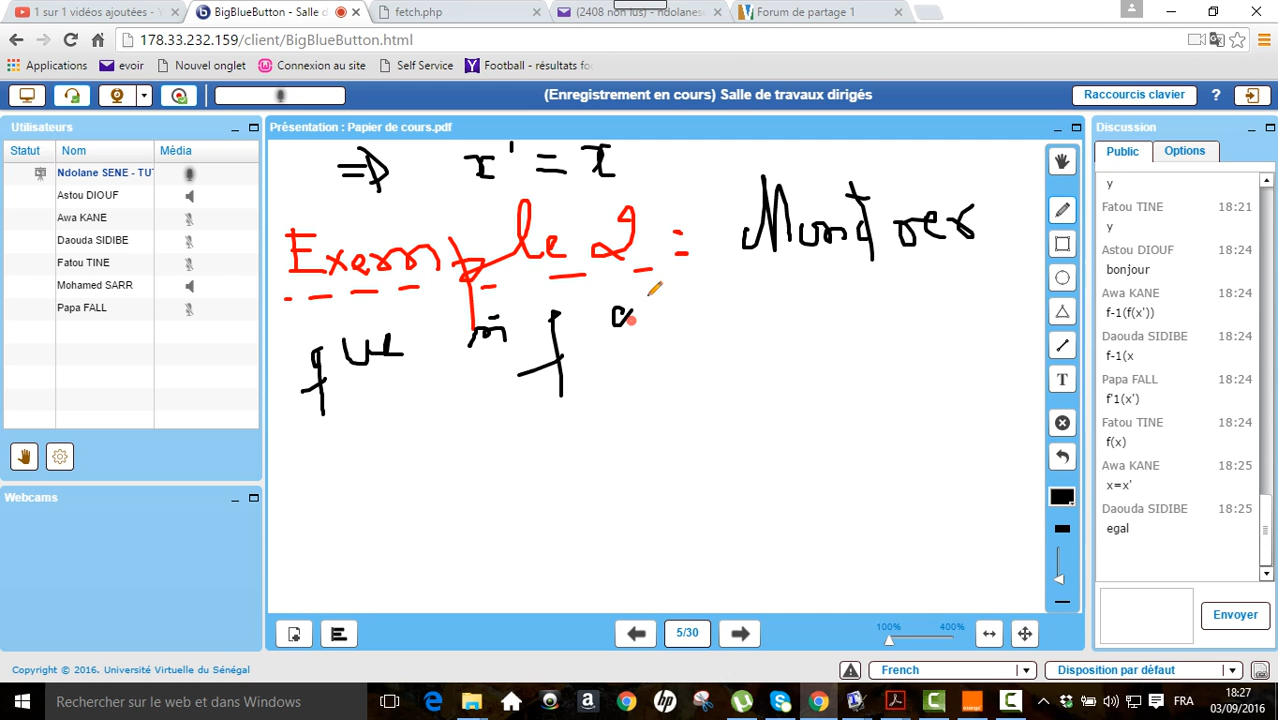 1 sur 1 vidéos ajoutées -
BigBlueButton - Salle d
fetch.php
(2408 non lus) - ndolanes
Forum de partage 1
178.33.232.159/client/BigBlueButton.html
Applications
evoir
Nouvel onglet
Connexion au site
Self Service
Football - résultats fo
(Enregistrement en cours) Salle de travaux dirigés
Raccourcis clavier
?
Utilisateurs
Statut Nom Média
Ndolane SENE - TUT
Astou DIOUF
Awa KANE
Daouda SIDIBE
Fatou TINE
Mohamed SARR
Papa FALL
Webcams
Présentation : Papier de cours.pdf
=> x' = x
Exemple 2 : Montrer
que si f
5/30
100% 400%
Discussion
Public Options
y
Fatou TINE 18:21
y
Astou DIOUF 18:24
bonjour
Awa KANE 18:24
f-1(f(x'))
Daouda SIDIBE 18:24
f-1(x
Papa FALL 18:24
f'1(x')
Fatou TINE 18:24
f(x)
Awa KANE 18:25
x=x'
Daouda SIDIBE 18:25
egal
Envoyer
Copyright © 2016. Université Virtuelle du Sénégal
French
Disposition par défaut
Rechercher sur le web et dans Windows
FRA
18:27
03/09/2016